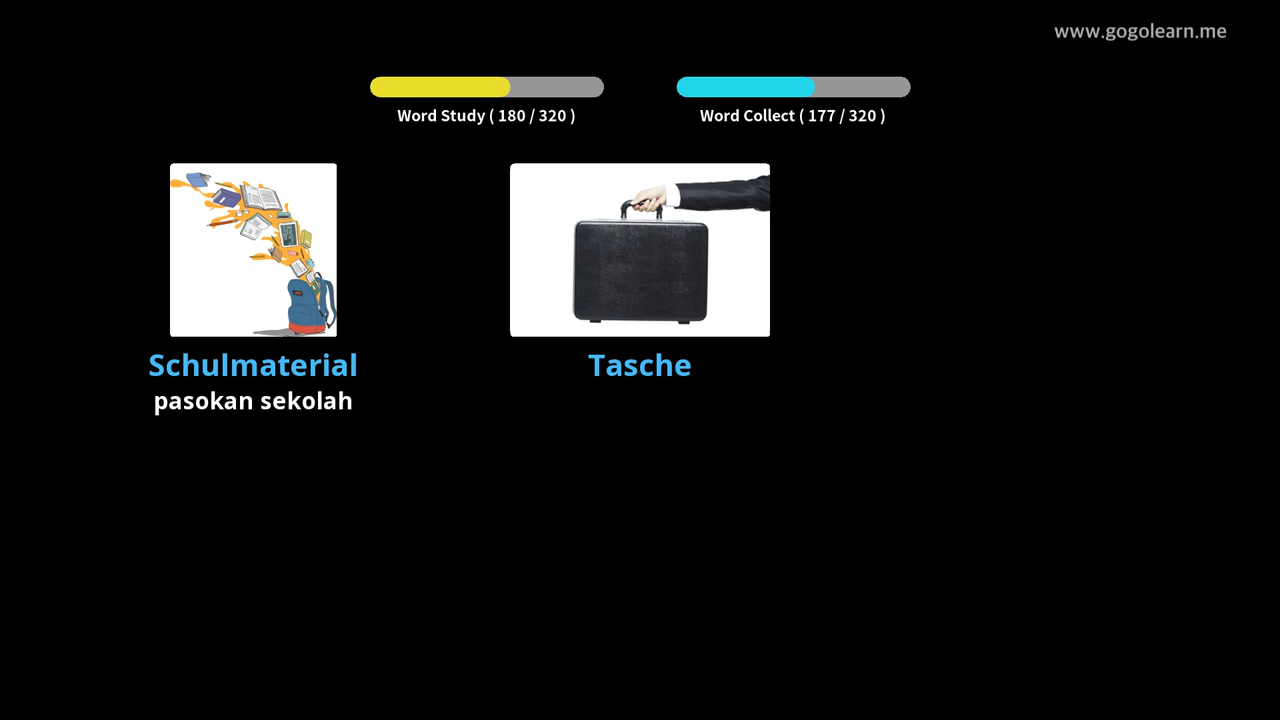 www.gogolearn.me
Word Study ( 180 / 320 )
Word Collect ( 177 / 320 )
Schulmaterial
pasokan sekolah
Tasche